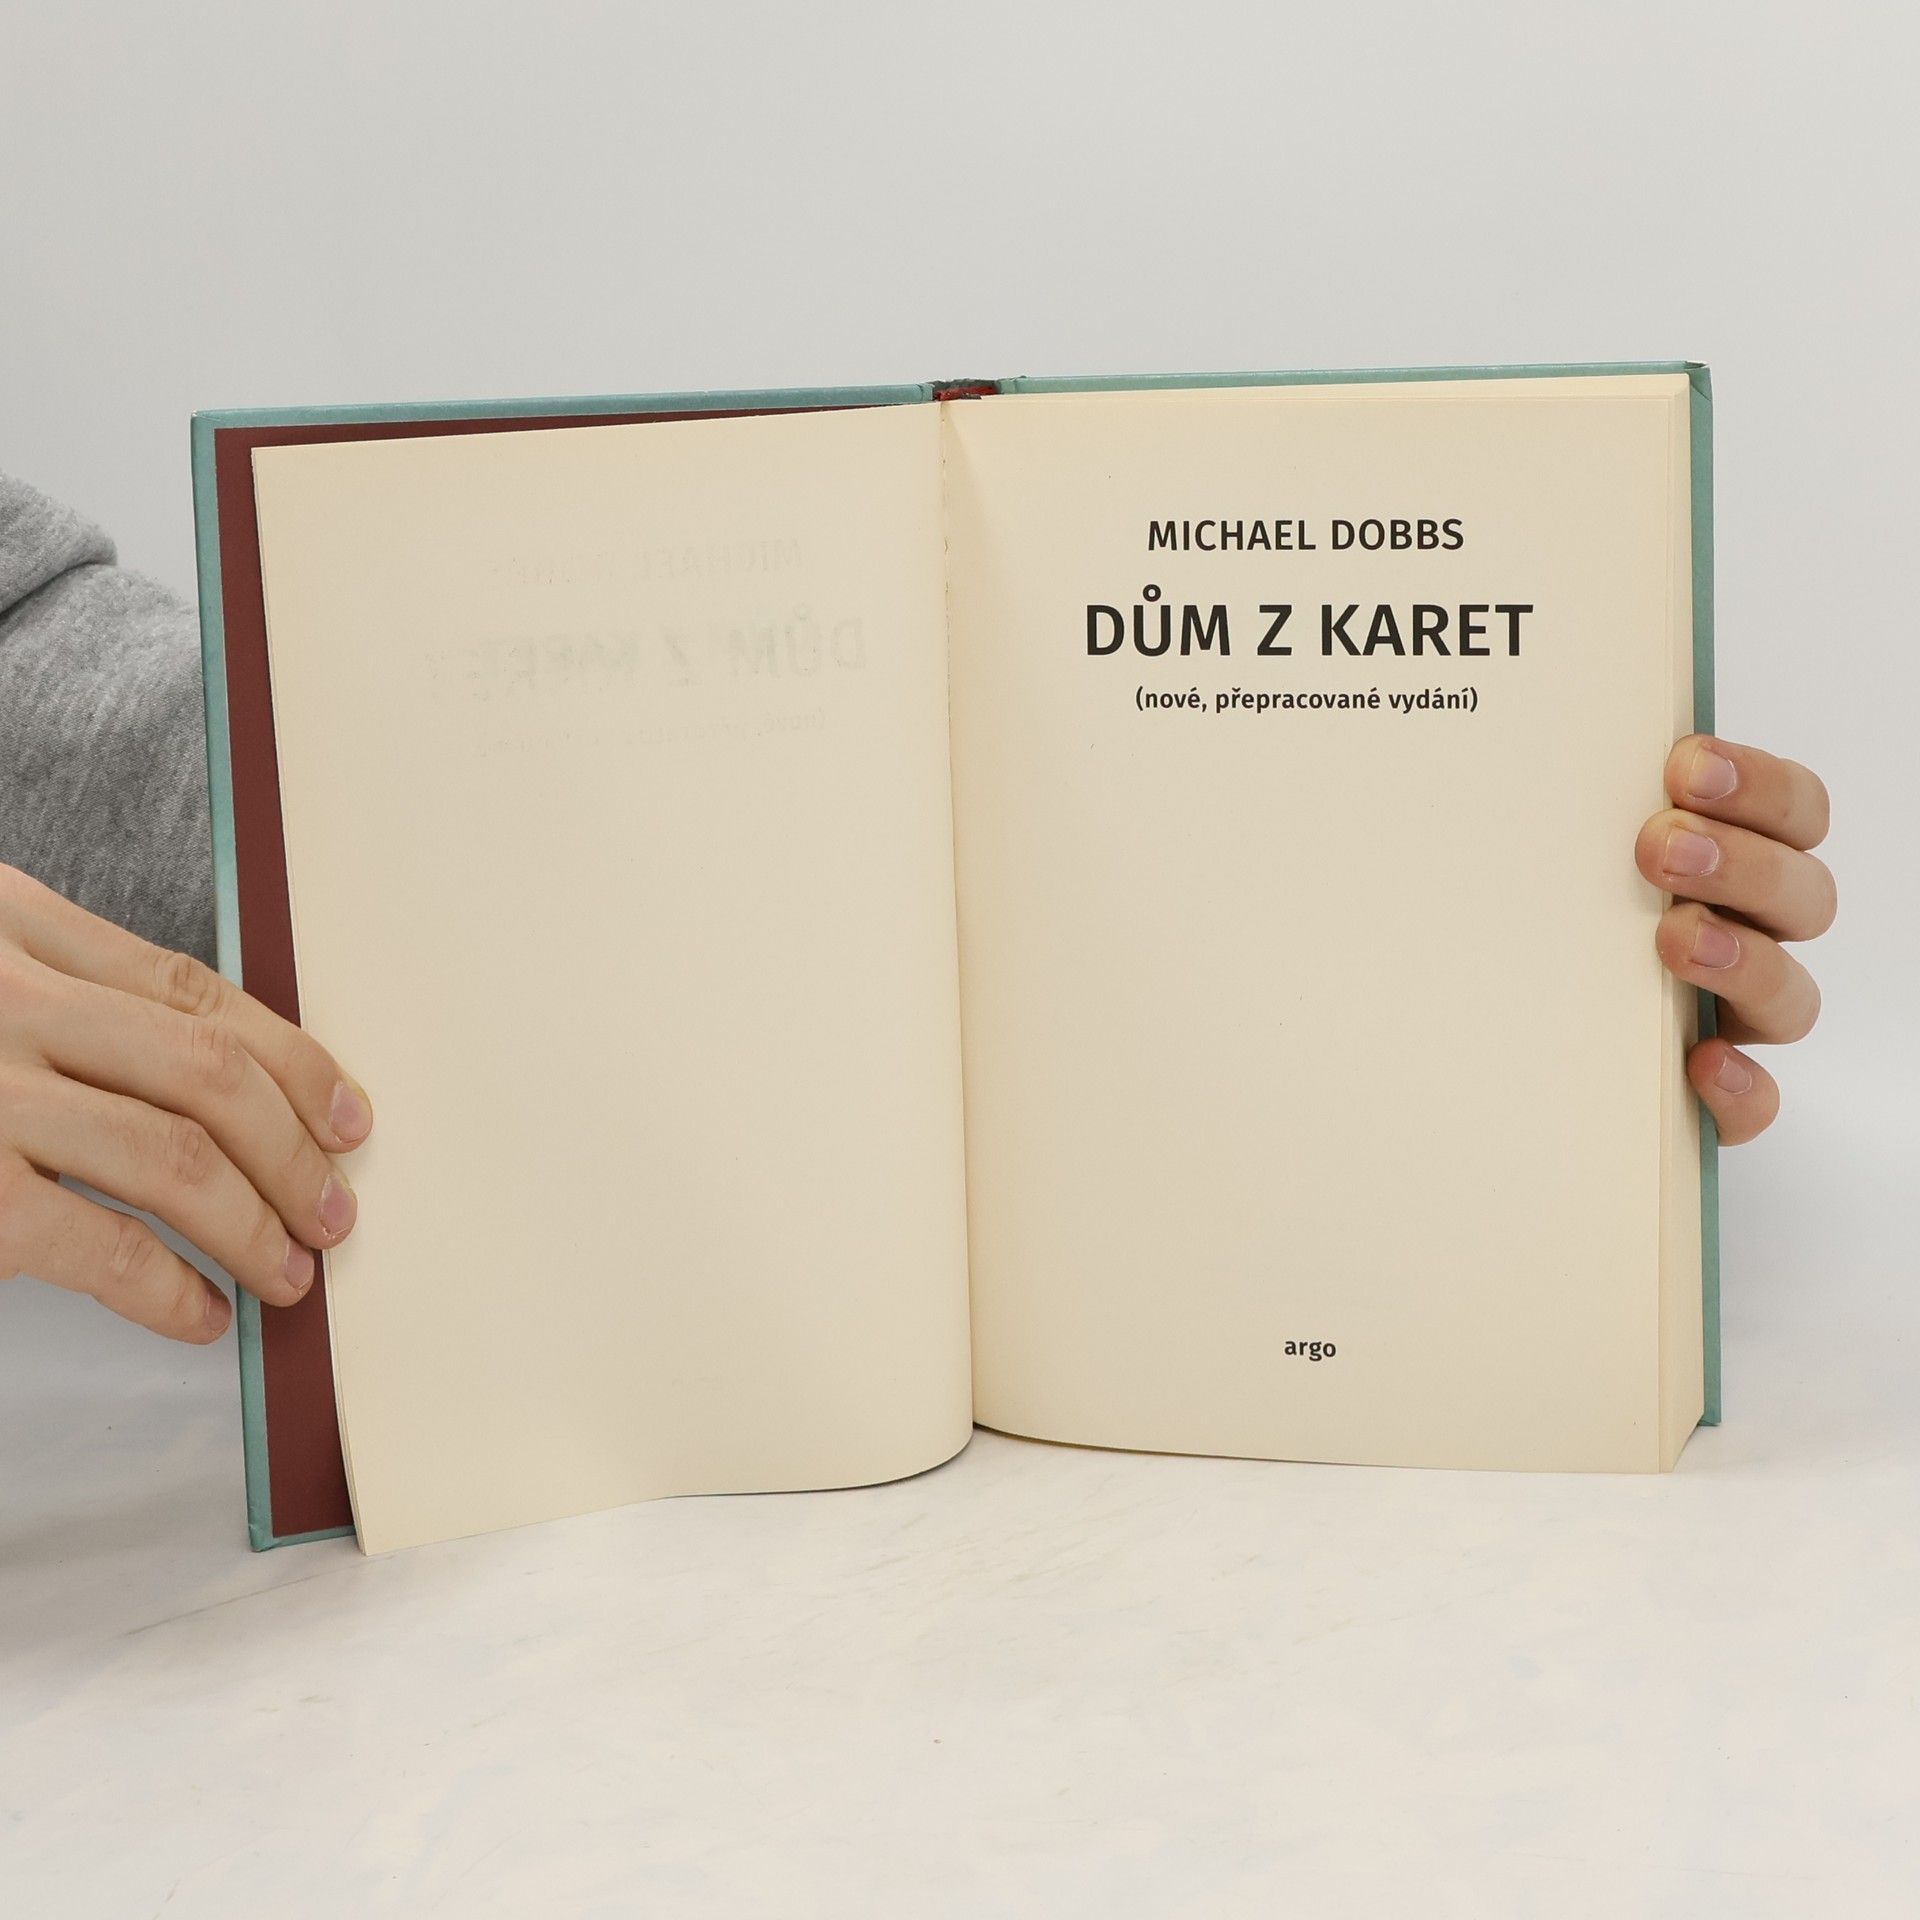 MICHAEL DOBBS
DŮM Z KARET
(nové, přepracované vydání)
argo